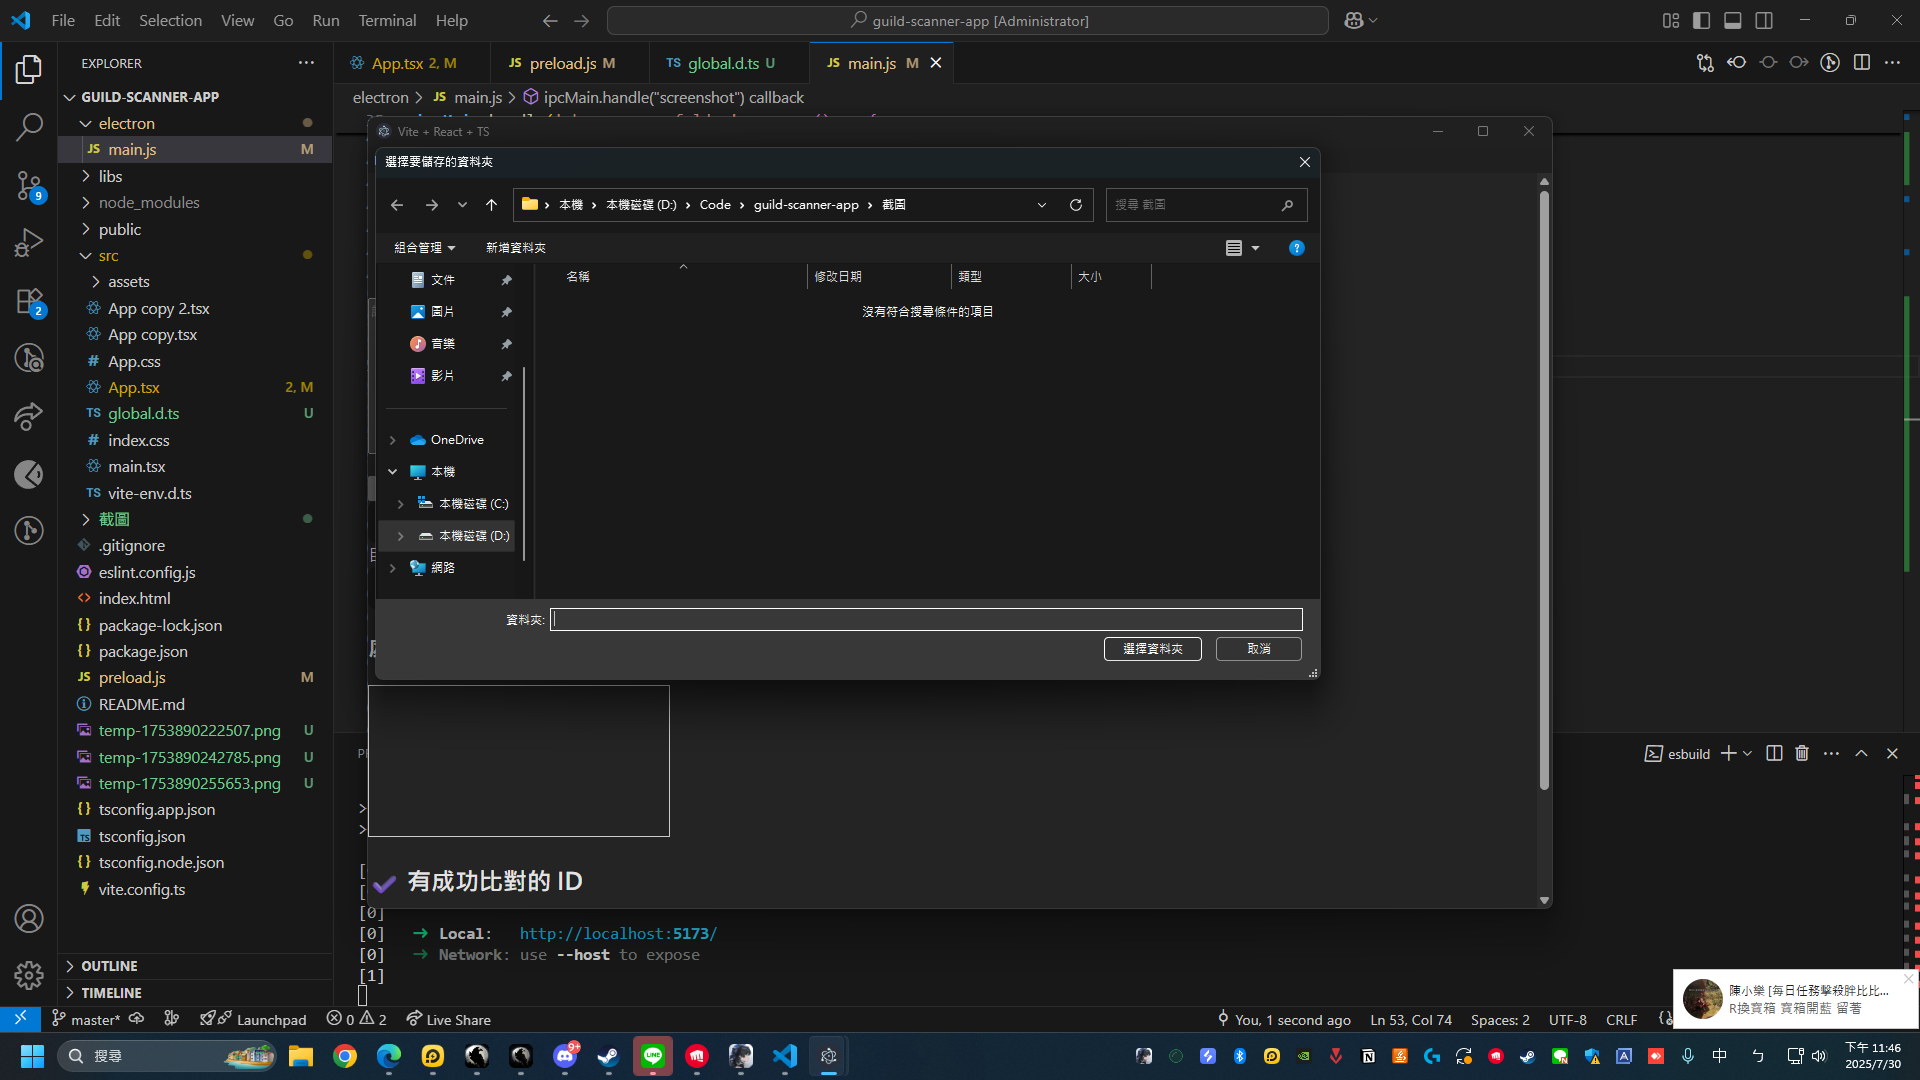 File Edit Selection View Go Run Terminal Help
guild-scanner-app [Administrator]
EXPLORER
App.tsx 2, M
JS preload.js M
TS global.d.ts U
JS main.js M
electron > JS main.js > ipcMain.handle("screenshot") callback
GUILD-SCANNER-APP
electron
JS main.js M
libs
node_modules
public
src
assets
App copy 2.tsx
App copy.tsx
# App.css
App.tsx 2, M
TS global.d.ts U
# index.css
main.tsx
TS vite-env.d.ts
截圖
.gitignore
eslint.config.js
index.html
package-lock.json
package.json
JS preload.js M
README.md
temp-1753890222507.png U
temp-1753890242785.png U
temp-1753890255653.png U
tsconfig.app.json
tsconfig.json
tsconfig.node.json
vite.config.ts
OUTLINE
TIMELINE
9
2
Vite + React + TS
選擇要儲存的資料夾
本機 > 本機磁碟 (D:) > Code > guild-scanner-app > 截圖
搜尋 截圖
組合管理
新增資料夾
名稱
修改日期
類型
大小
沒有符合搜尋條件的項目
文件
圖片
音樂
影片
OneDrive
本機
本機磁碟 (C:)
本機磁碟 (D:)
網路
資料夾:
選擇資料夾
取消
有成功比對的 ID
esbuild
[0]
[0] → Local: http://localhost:5173/
[0] → Network: use --host to expose
[1]
master*
Launchpad
0 2
Live Share
You, 1 second ago
Ln 53, Col 74
Spaces: 2
UTF-8
CRLF
陳小樂 [每日任務擊殺胖比比...
R換寶箱 寶箱開藍 留著
搜尋
9+
中
下午 11:46
2025/7/30